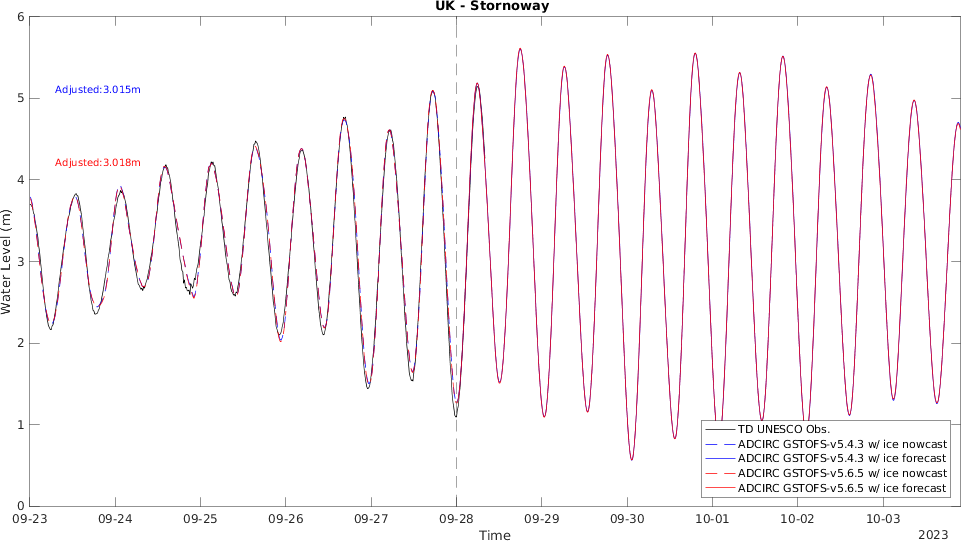 UK - Stornoway
6
5
4
3
2
1
0
Water Level (m)
Adjusted:3.015m
Adjusted:3.018m
TD UNESCO Obs.
ADCIRC GSTOFS-v5.4.3 w/ ice nowcast
ADCIRC GSTOFS-v5.4.3 w/ ice forecast
ADCIRC GSTOFS-v5.6.5 w/ ice nowcast
ADCIRC GSTOFS-v5.6.5 w/ ice forecast
09-23 09-24 09-25 09-26 09-27 09-28 09-29 09-30 10-01 10-02 10-03
Time
2023